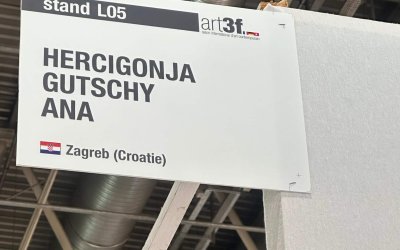 stand L05
art3f.
HERCIGONJA
GUTSCHY
ANA
Zagreb (Croatie)